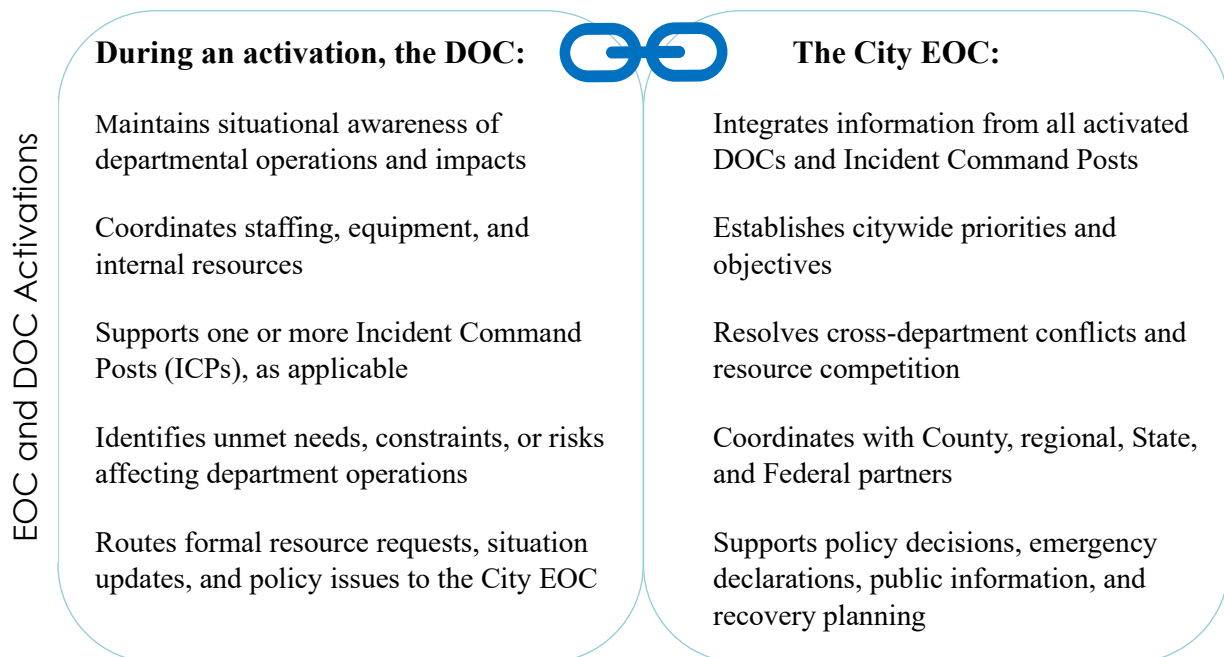 EOC and DOC Activations
During an activation, the DOC:
Maintains situational awareness of
departmental operations and impacts
Coordinates staffing, equipment, and
internal resources
Supports one or more Incident Command
Posts (ICPs), as applicable
Identifies unmet needs, constraints, or risks
affecting department operations
Routes formal resource requests, situation
updates, and policy issues to the City EOC
The City EOC:
Integrates information from all activated
DOCs and Incident Command Posts
Establishes citywide priorities and
objectives
Resolves cross-department conflicts and
resource competition
Coordinates with County, regional, State,
and Federal partners
Supports policy decisions, emergency
declarations, public information, and
recovery planning